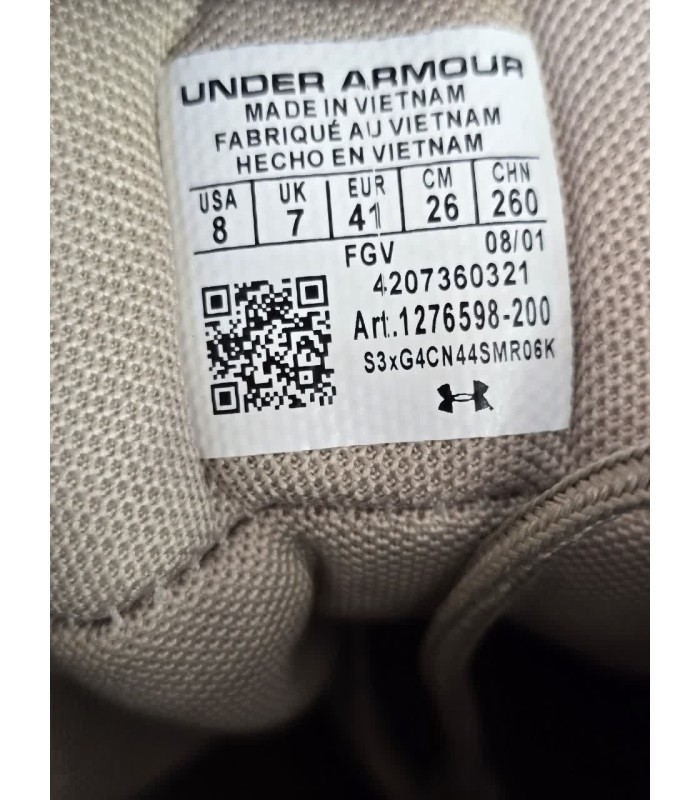 UNDER ARMOUR
MADE IN VIETNAM
FABRIQUÉ AU VIETNAM
HECHO EN VIETNAM
USA UK EUR CM CHN
8 7 41 26 260
FGV 08/01
4207360321
Art.:1276598-200
S3xG4CN44SMR06K